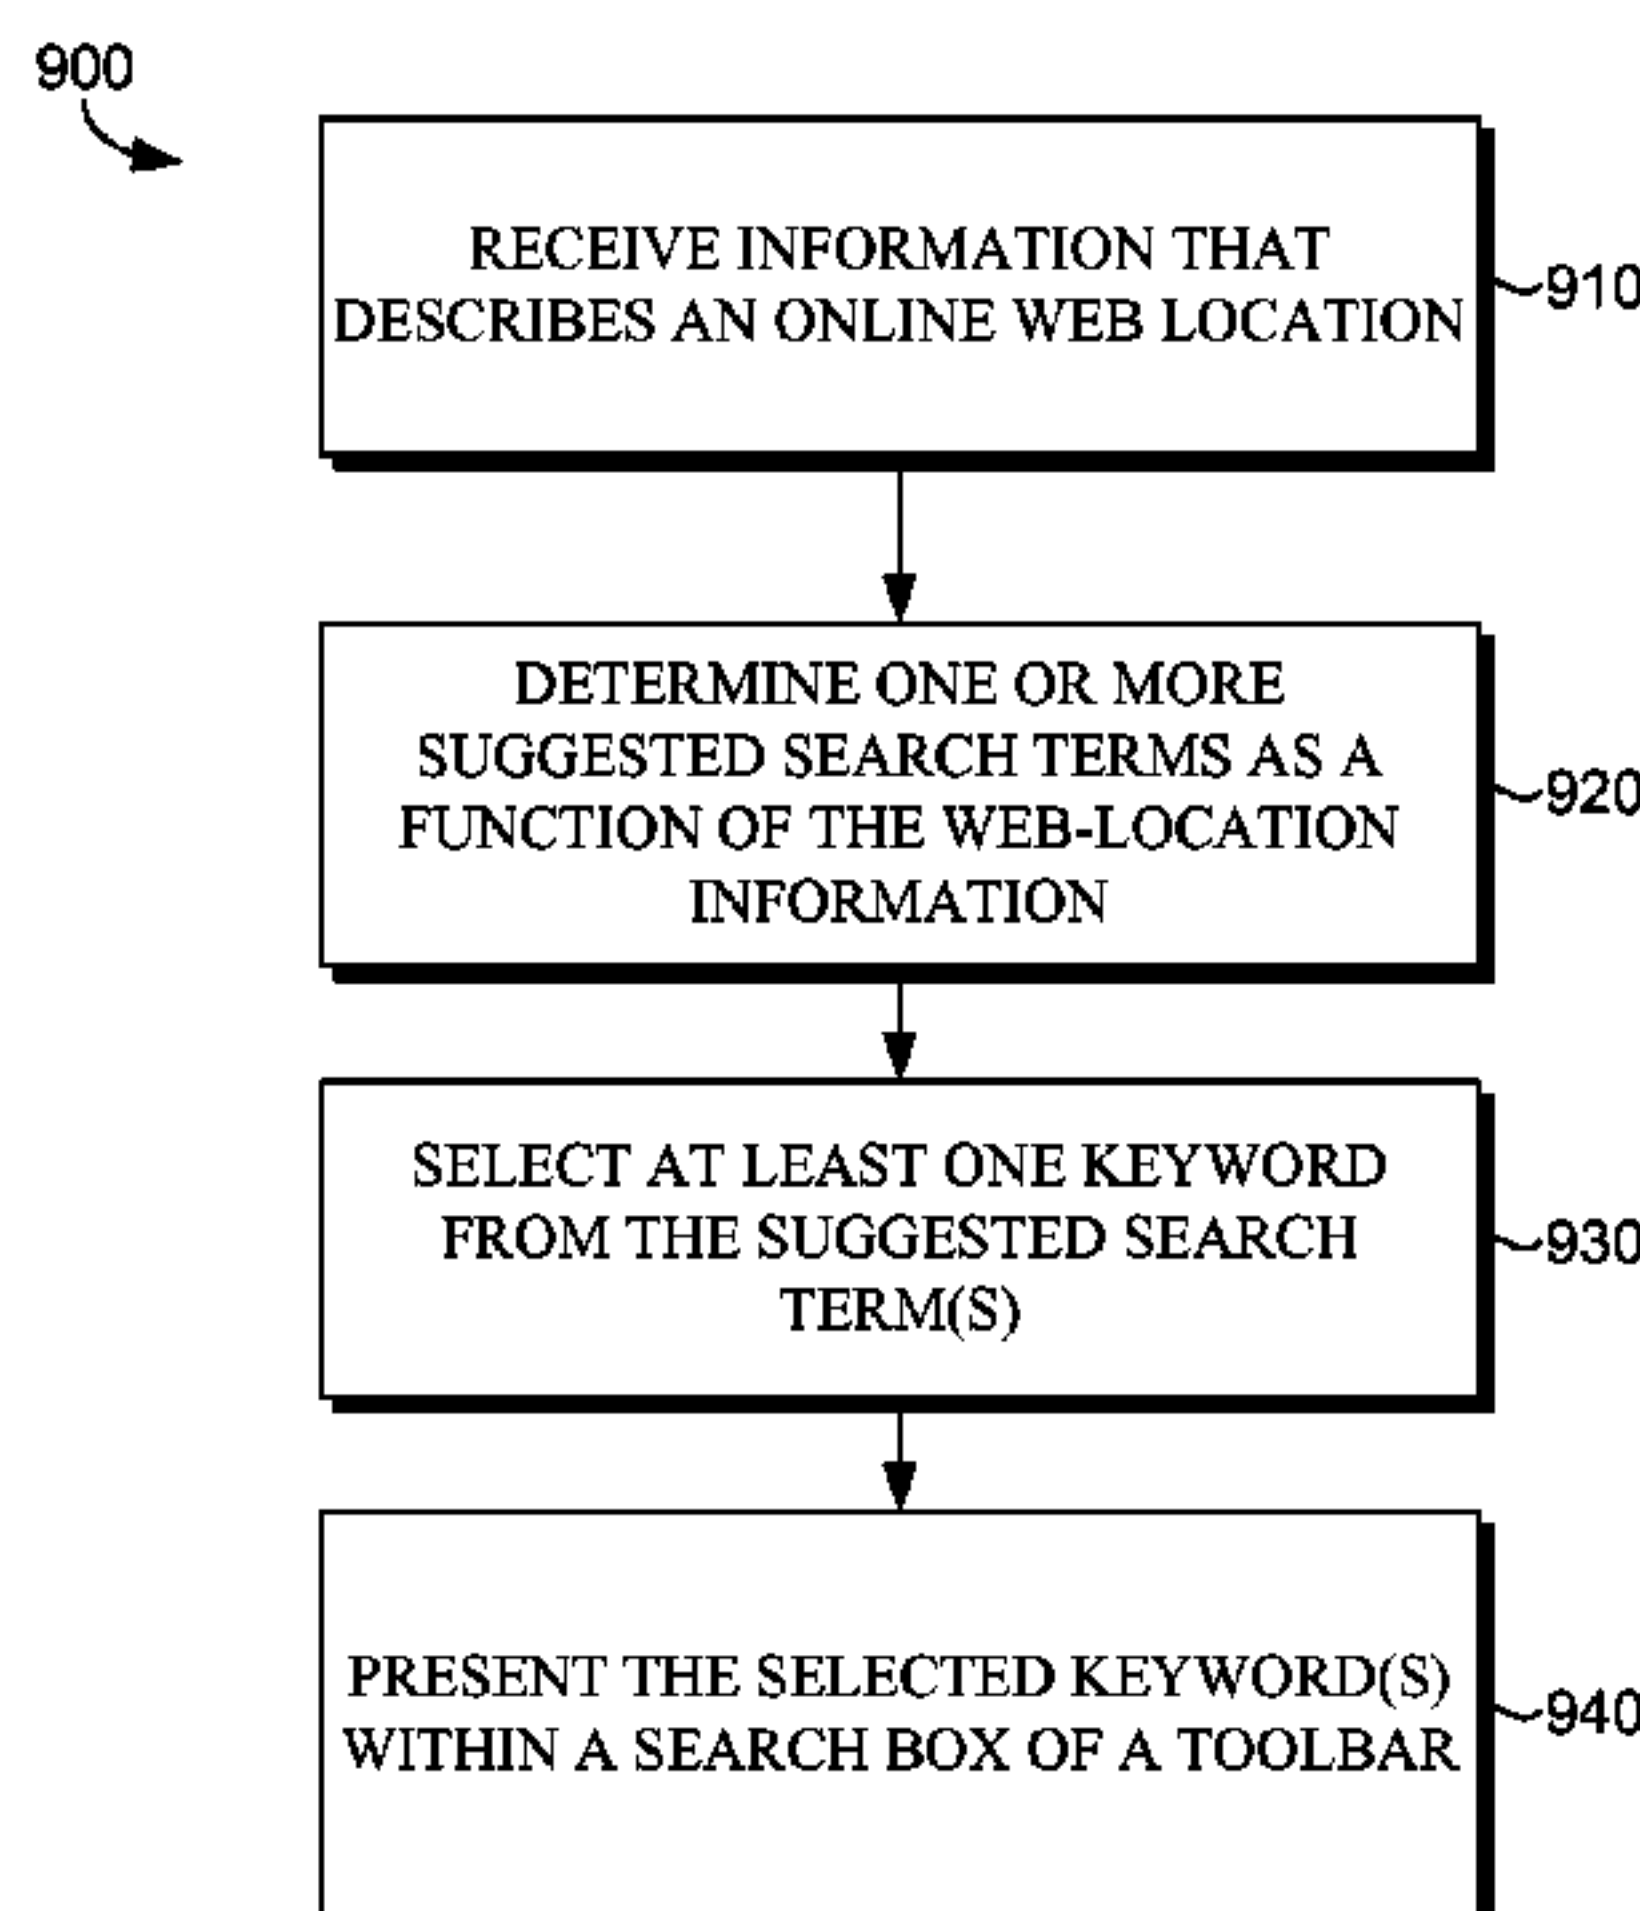 900
RECEIVE INFORMATION THAT
DESCRIBES AN ONLINE WEB LOCATION
910
DETERMINE ONE OR MORE
SUGGESTED SEARCH TERMS AS A
FUNCTION OF THE WEB-LOCATION
INFORMATION
920
SELECT AT LEAST ONE KEYWORD
FROM THE SUGGESTED SEARCH
TERM(S)
930
PRESENT THE SELECTED KEYWORD(S)
WITHIN A SEARCH BOX OF A TOOLBAR
940